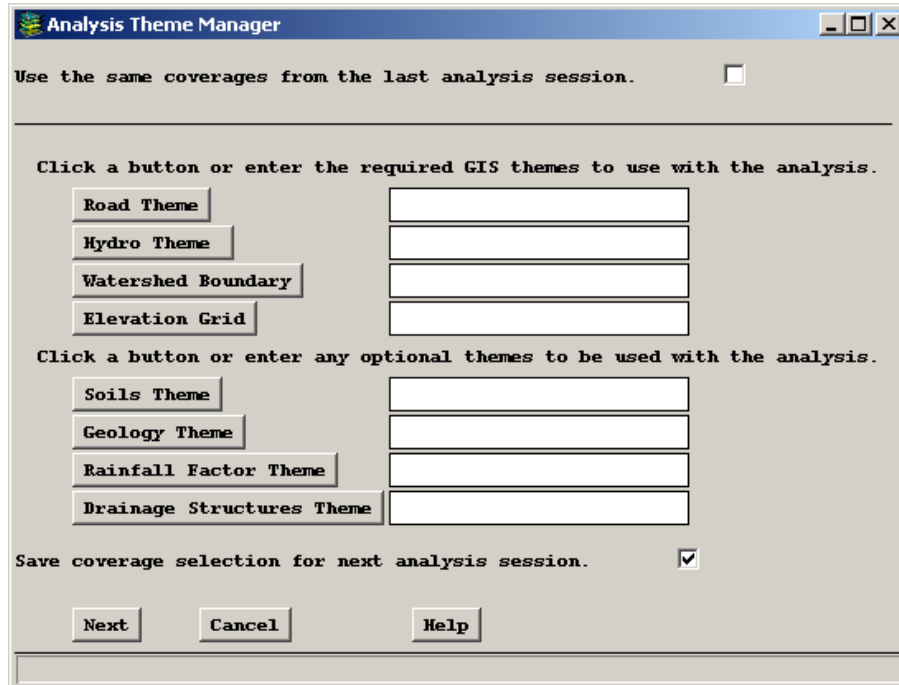 Analysis Theme Manager
Use the same coverages from the last analysis session.
Click a button or enter the required GIS themes to use with the analysis.
Road Theme
Hydro Theme
Watershed Boundary
Elevation Grid
Click a button or enter any optional themes to be used with the analysis.
Soils Theme
Geology Theme
Rainfall Factor Theme
Drainage Structures Theme
Save coverage selection for next analysis session.
Next Cancel Help